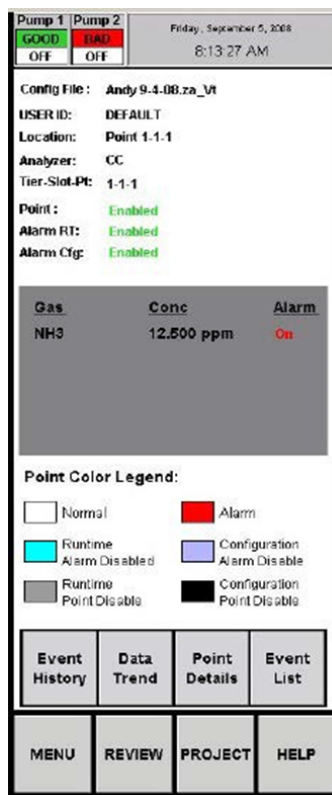 Pump 1 Pump 2
GOOD BAD
OFF OFF
Friday, September 5, 2008
8:13:27 AM
Config File : Andy 9-4-08.za_Vt
USER ID: DEFAULT
Location: Point 1-1-1
Analyzer: CC
Tier-Slot-Pt: 1-1-1
Point : Enabled
Alarm RT: Enabled
Alarm Cfg: Enabled
Gas Conc Alarm
NH3 12.500 ppm On
Point Color Legend:
Normal Alarm
Runtime Configuration
Alarm Disabled Alarm Disable
Runtime Configuration
Point Disable Point Disable
Event Data Point Event
History Trend Details List
MENU REVIEW PROJECT HELP